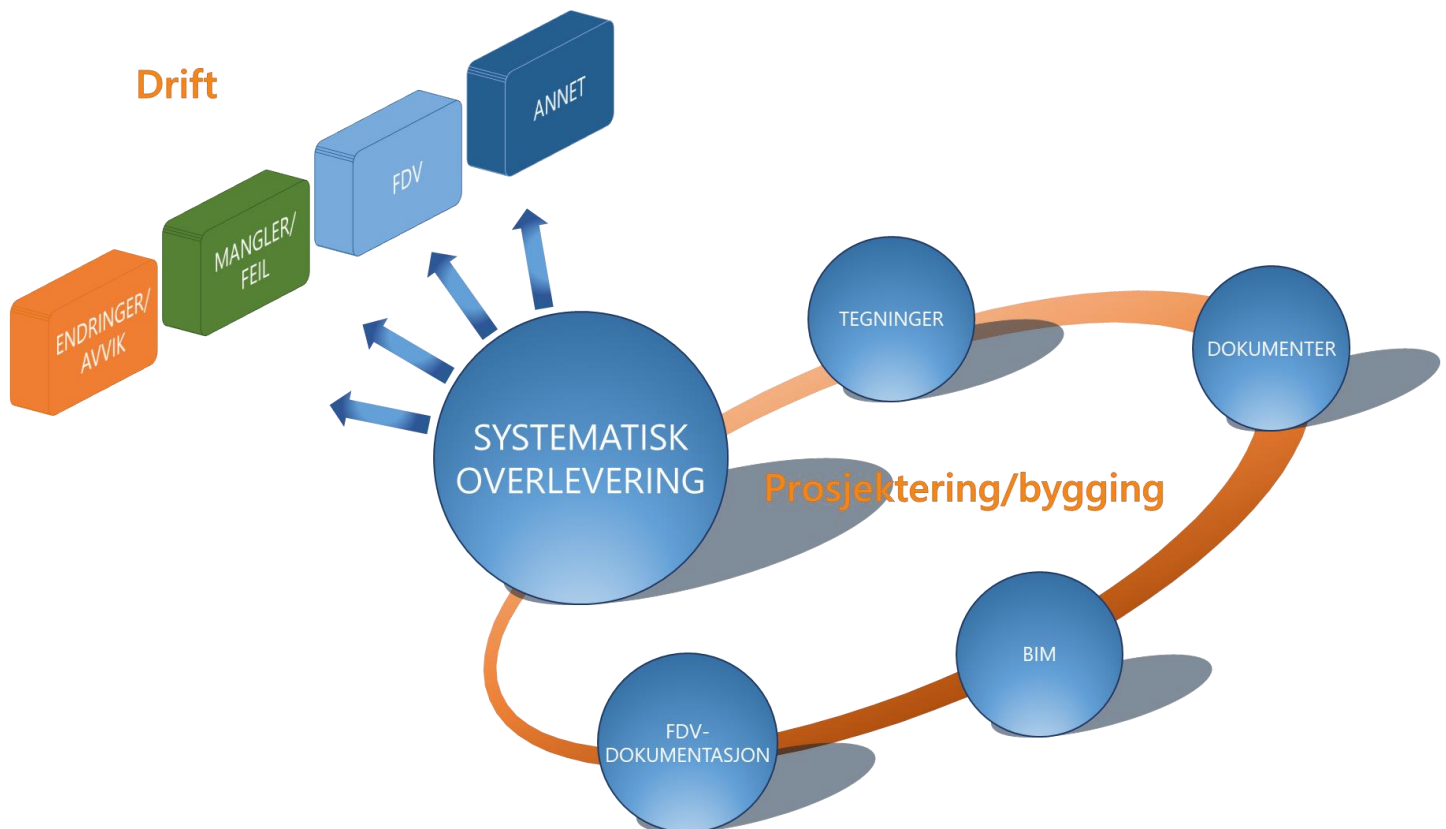 Drift
ANNET
FDV
MANGLER/
FEIL
ENDRINGER/
AVVIK
SYSTEMATISK
OVERLEVERING
TEGNINGER
DOKUMENTER
Prosjektering/bygging
BIM
FDV-
DOKUMENTASJON